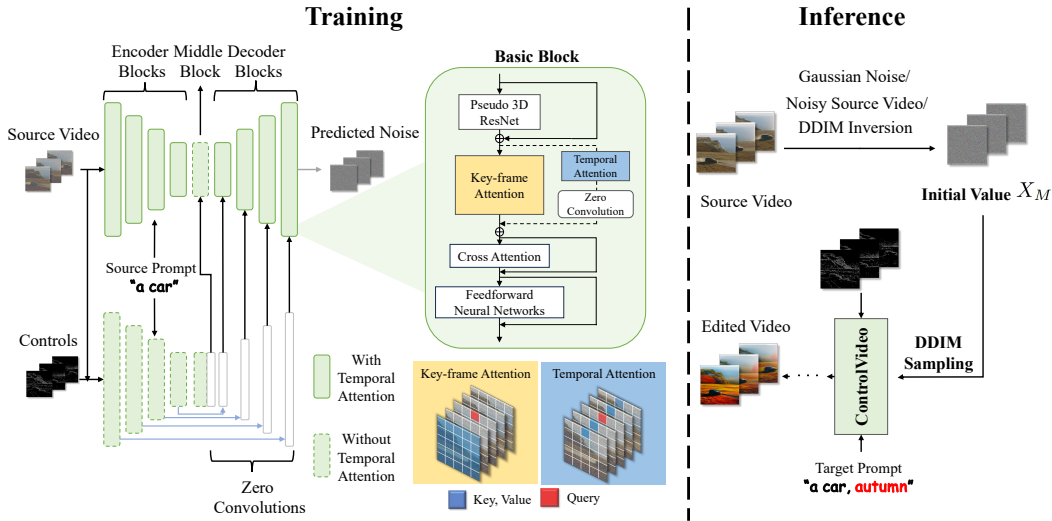 Training
Encoder Middle Decoder
Blocks Block Blocks
Source Video
Predicted Noise
Source Prompt
"a car"
Controls
Zero
Convolutions
With
Temporal
Attention
Without
Temporal
Attention
Basic Block
Pseudo 3D
ResNet
Temporal
Attention
Key-frame
Attention
Zero
Convolution
Cross Attention
Feedforward
Neural Networks
Key-frame Attention
Temporal Attention
Key, Value
Query
Inference
Gaussian Noise/
Noisy Source Video/
DDIM Inversion
Source Video
Initial Value X_M
Edited Video
ControlVideo
DDIM
Sampling
Target Prompt
"a car, autumn"